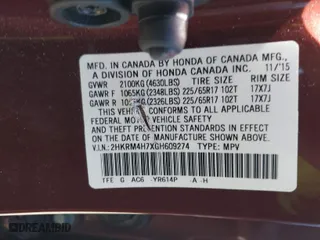 MFD. IN CANADA BY HONDA OF CANADA MFG.,
A DIVISION OF HONDA CANADA INC. 11/'15
GVWR 2100KG(4630LBS) TIRE SIZE RIM SIZE
GAWR F 1065KG(2348LBS) 225/65R17 102T 17X7J
GAWR R (2326LBS) 225/65R17 102T 17X7J
THIS VEHICLE CONFORMS TO ALL APPLICABLE
FEDERAL MOTOR VEHICLE SAFETY
AND THEFT PREVENTION STANDARDS IN EFFECT
ON THE DATE OF MANUFACTURE SHOWN ABOVE.
V.I.N.: 2HKRM4H7XGH609274 TYPE: MPV
TFE G AC6 YR614P A-H
© DREAMBID